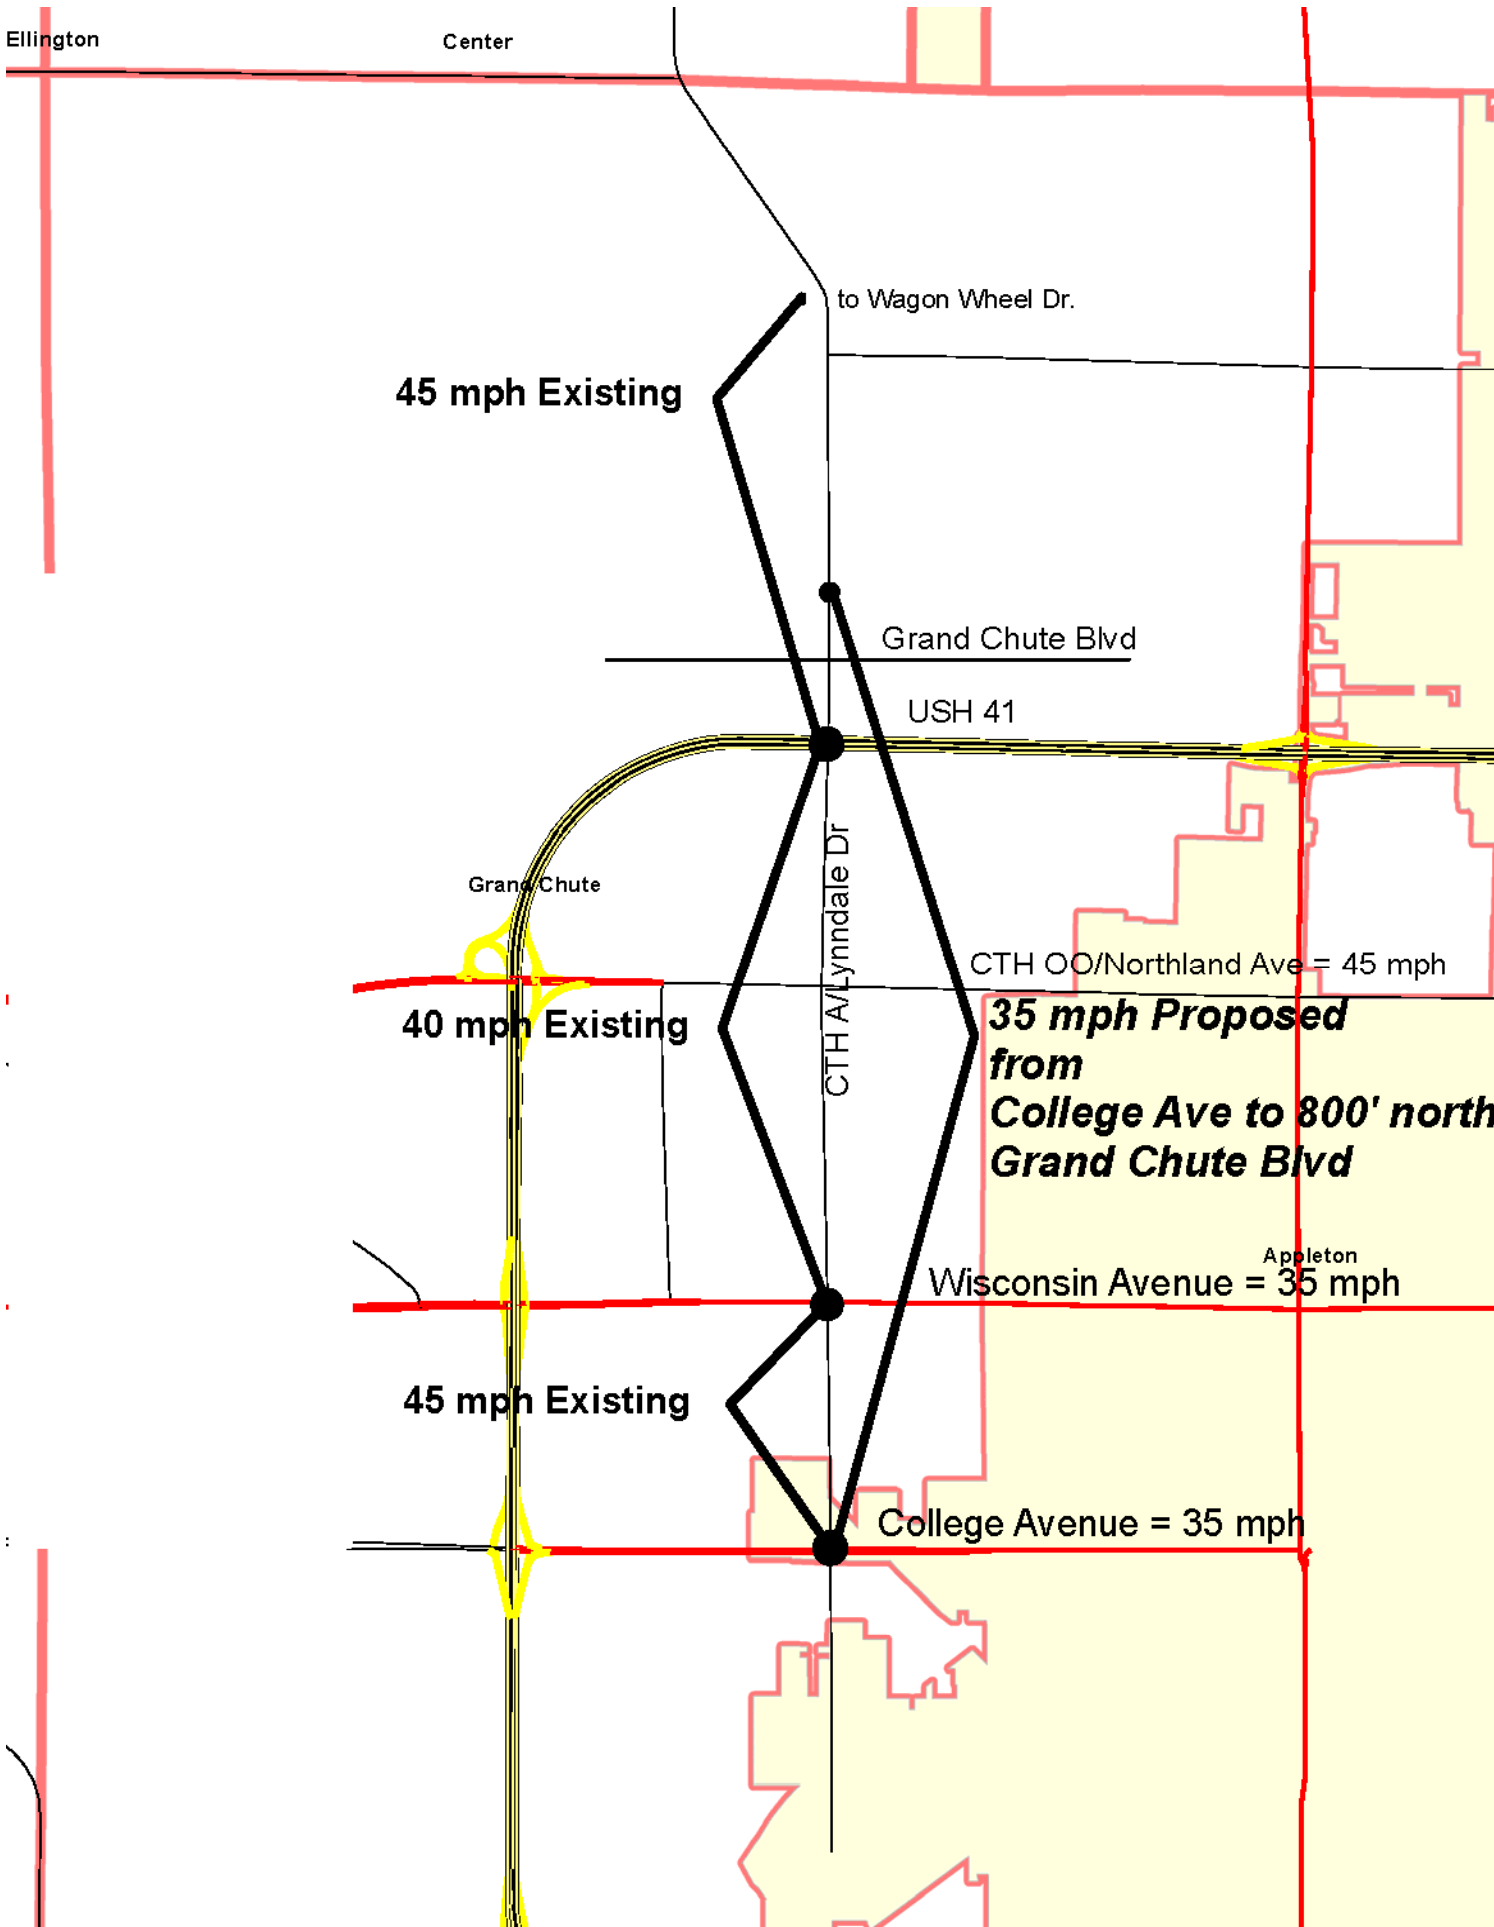 Ellington
Center
to Wagon Wheel Dr.
45 mph Existing
Grand Chute Blvd
USH 41
CTH A/Lynndale Dr
Grand Chute
CTH OO/Northland Ave = 45 mph
40 mph Existing
35 mph Proposed
from
College Ave to 800' north
Grand Chute Blvd
Appleton
Wisconsin Avenue = 35 mph
45 mph Existing
College Avenue = 35 mph